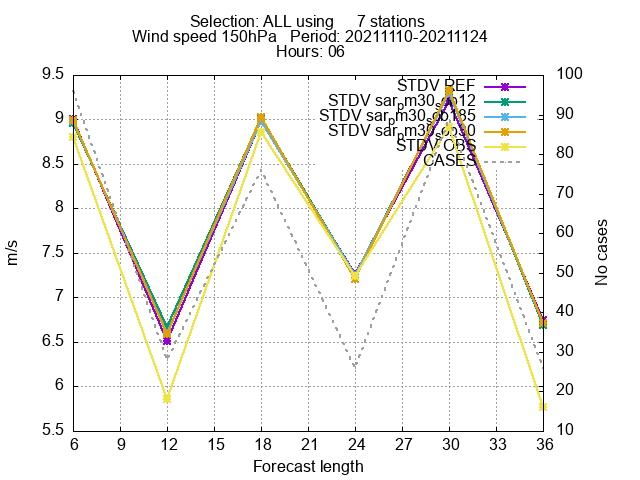 Selection: ALL using 7 stations
Wind speed 150hPa Period: 20211110-20211124
Hours: 06
9.5
9
8.5
8
7.5
7
6.5
6
5.5
m/s
STDV REF
STDV
STDV
STDV
STDV OBS
CASES
100
90
80
70
60
50
40
30
20
10
No cases
6 9 12 15 18 21 24 27 30 33 36
Forecast length